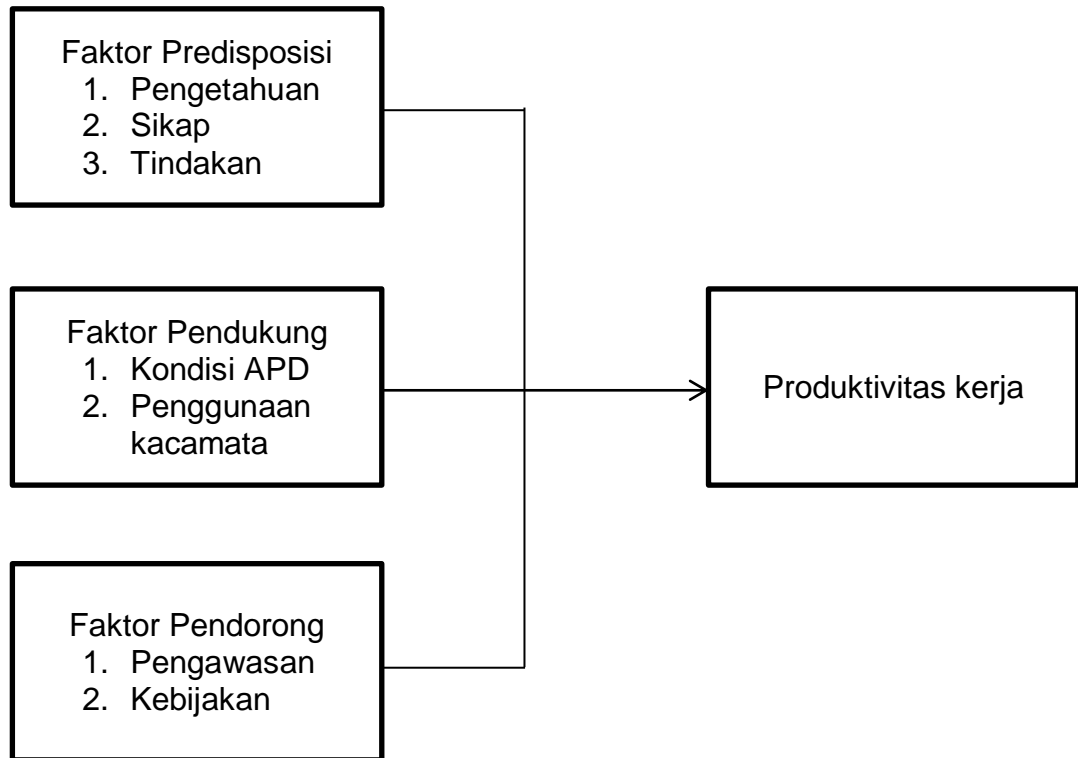 Faktor Predisposisi
1. Pengetahuan
2. Sikap
3. Tindakan
Faktor Pendukung
1. Kondisi APD
2. Penggunaan
kacamata
Produktivitas kerja
Faktor Pendorong
1. Pengawasan
2. Kebijakan